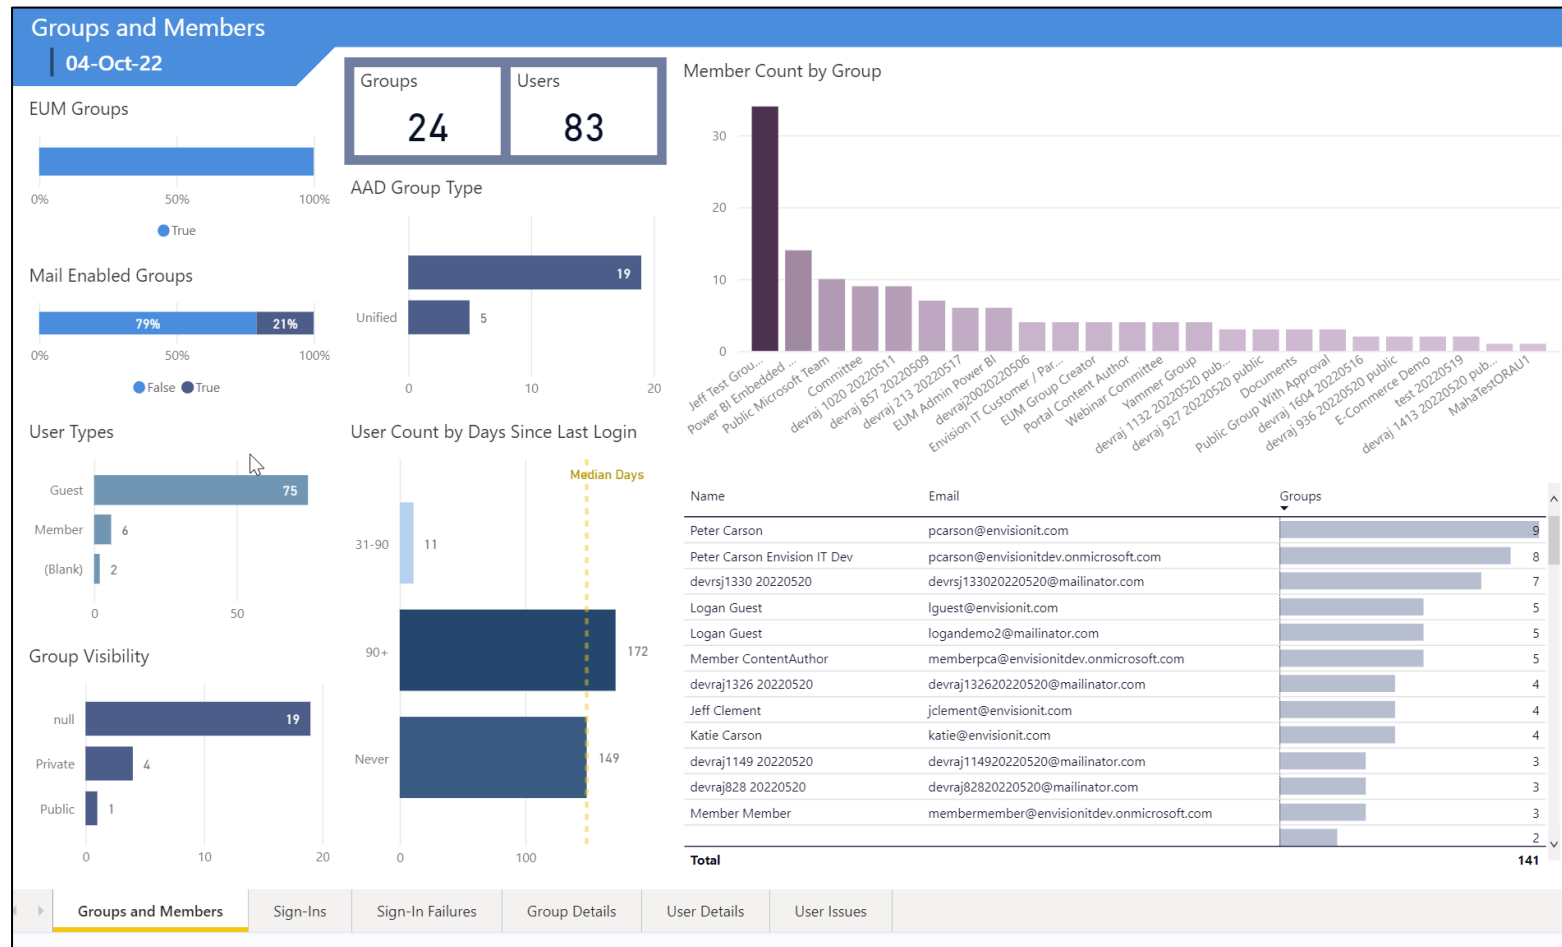 Groups and Members
04-Oct-22
EUM Groups
0% 50% 100%
True
Mail Enabled Groups
79% 21%
0% 50% 100%
False True
User Types
Guest 75
Member 6
(Blank) 2
0 50
Group Visibility
null 19
Private 4
Public 1
0 10 20
Groups
24
Users
83
AAD Group Type
19
Unified 5
0 10 20
User Count by Days Since Last Login
Median Days
31-90 11
90+ 172
Never 149
0 100
Member Count by Group
30
20
10
0
Jeff Test Grou...
Power BI Embedded ...
Public Microsoft Team
Committee
devraj 1020 20220511
devraj 857 20220509
devraj 213 20220517
EUM Admin Power BI
devraj20020220506
Envision IT Customer / Par...
EUM Group Creator
Portal Content Author
Webinar Committee
Yammer Group
devraj 1132 20220520 pub...
devraj 927 20220520 public
Documents
Public Group With Approval
devraj 1604 20220516
devraj 936 20220520 public
E-Commerce Demo
test 20220519
devraj 1413 20220520 pub...
MahaTestORAU1
Name Email Groups
Peter Carson pcarson@envisionit.com 9
Peter Carson Envision IT Dev pcarson@envisionitdev.onmicrosoft.com 8
devrsj1330 20220520 devrsj133020220520@mailinator.com 7
Logan Guest lguest@envisionit.com 5
Logan Guest logandemo2@mailinator.com 5
Member ContentAuthor memberpca@envisionitdev.onmicrosoft.com 5
devraj1326 20220520 devraj132620220520@mailinator.com 4
Jeff Clement jclement@envisionit.com 4
Katie Carson katie@envisionit.com 4
devraj1149 20220520 devraj114920220520@mailinator.com 3
devraj828 20220520 devraj82820220520@mailinator.com 3
Member Member membermember@envisionitdev.onmicrosoft.com 3
2
Total 141
Groups and Members Sign-Ins Sign-In Failures Group Details User Details User Issues